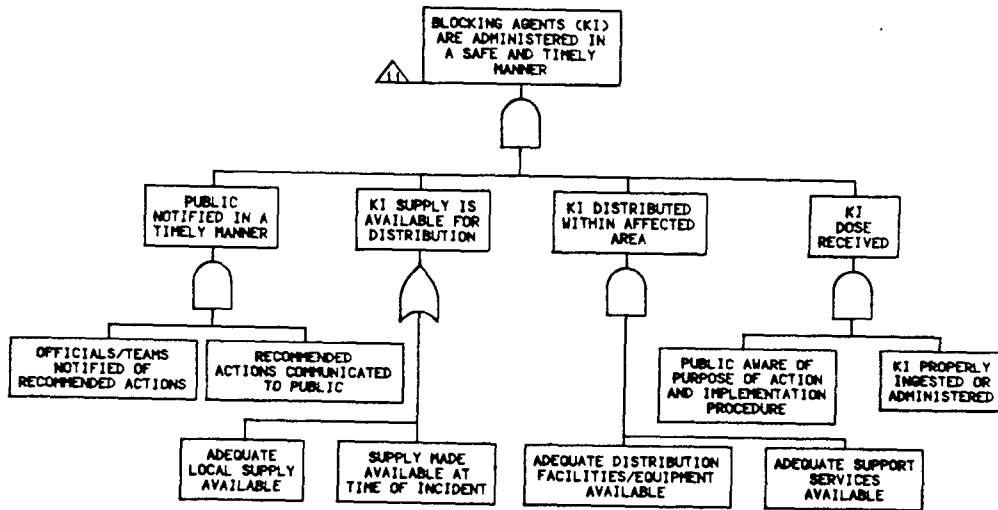 BLOCKING AGENTS (KI)
ARE ADMINISTERED IN
A SAFE AND TIMELY
MANNER
11
PUBLIC
NOTIFIED IN A
TIMELY MANNER
KI SUPPLY IS
AVAILABLE FOR
DISTRIBUTION
KI DISTRIBUTED
WITHIN AFFECTED
AREA
KI
DOSE
RECEIVED
OFFICIALS/TEAMS
NOTIFIED OF
RECOMMENDED ACTIONS
RECOMMENDED
ACTIONS COMMUNICATED
TO PUBLIC
PUBLIC AWARE OF
PURPOSE OF ACTION
AND IMPLEMENTATION
PROCEDURE
KI PROPERLY
INGESTED OR
ADMINISTERED
ADEQUATE
LOCAL SUPPLY
AVAILABLE
SUPPLY MADE
AVAILABLE AT
TIME OF INCIDENT
ADEQUATE DISTRIBUTION
FACILITIES/EQUIPMENT
AVAILABLE
ADEQUATE SUPPORT
SERVICES
AVAILABLE